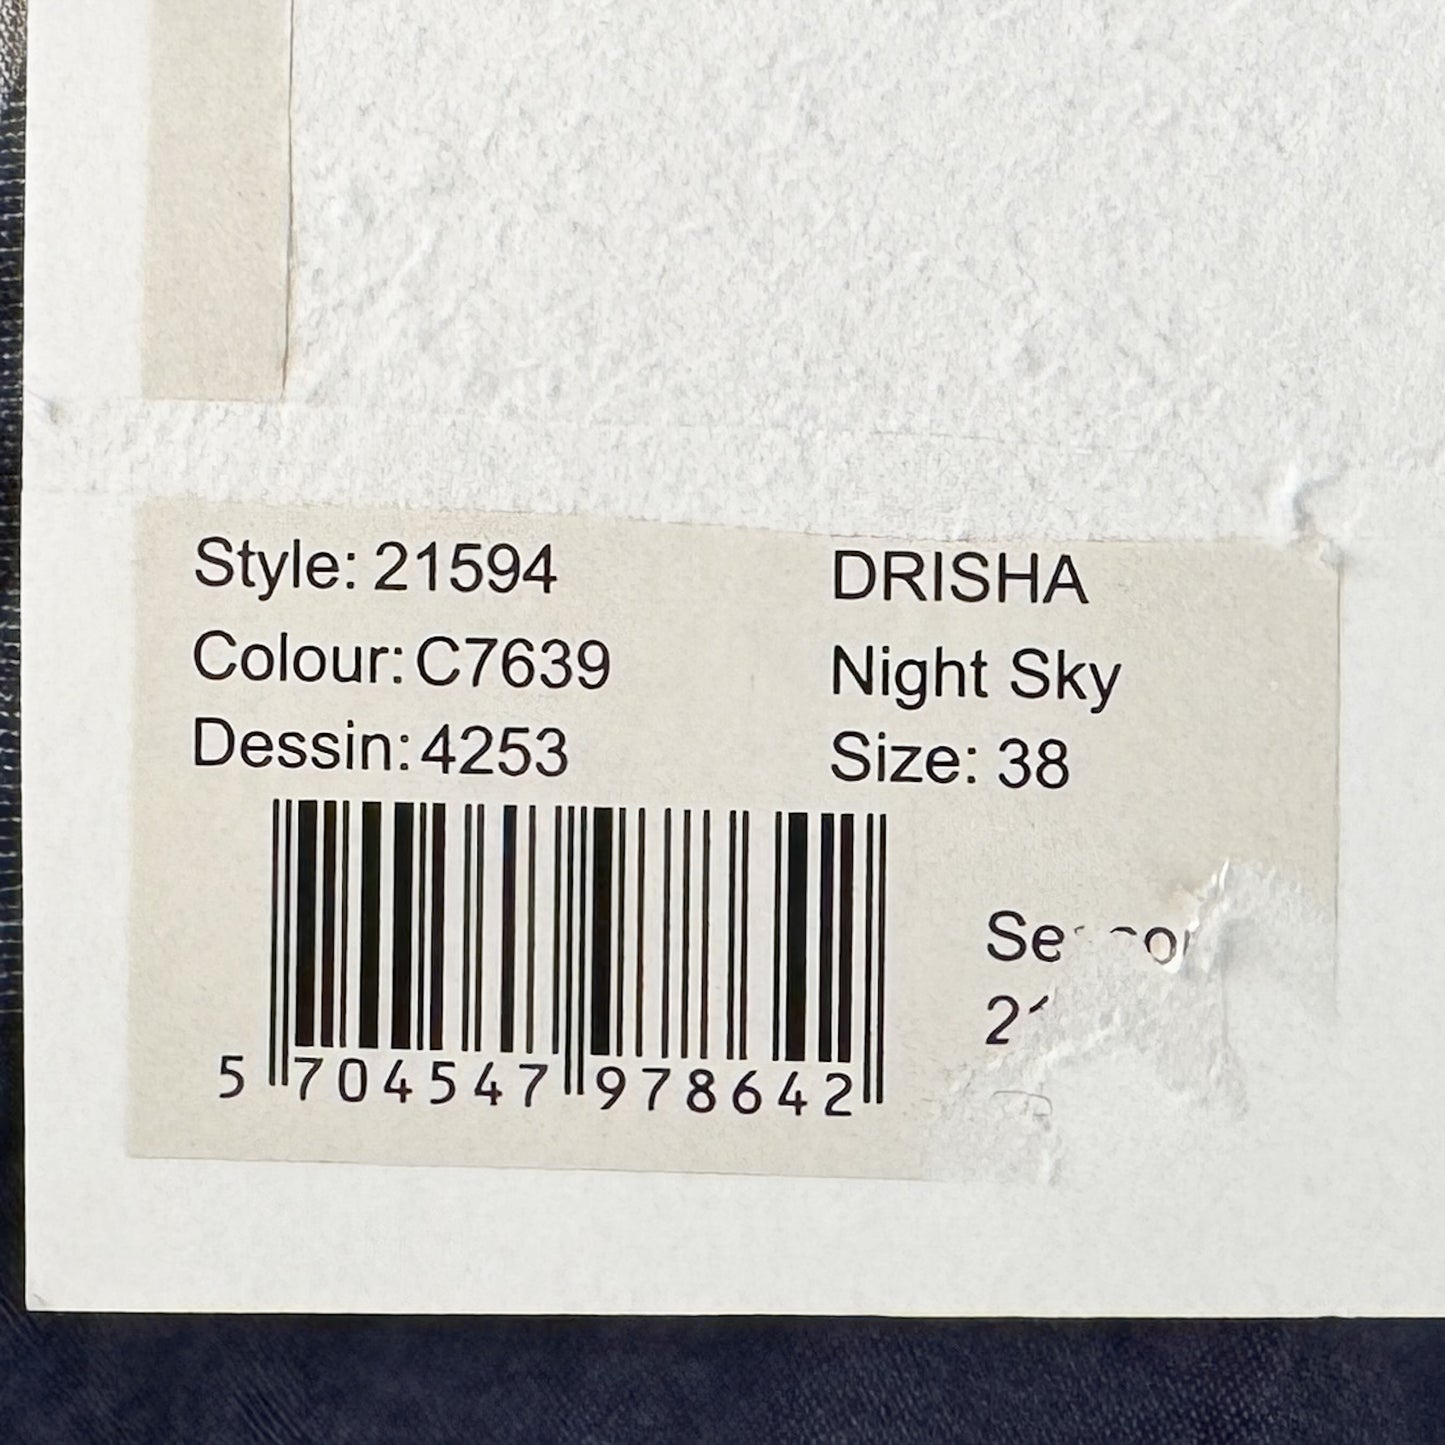 Style: 21594 DRISHA
Colour: C7639 Night Sky
Dessin: 4253 Size: 38
5 704547 978642